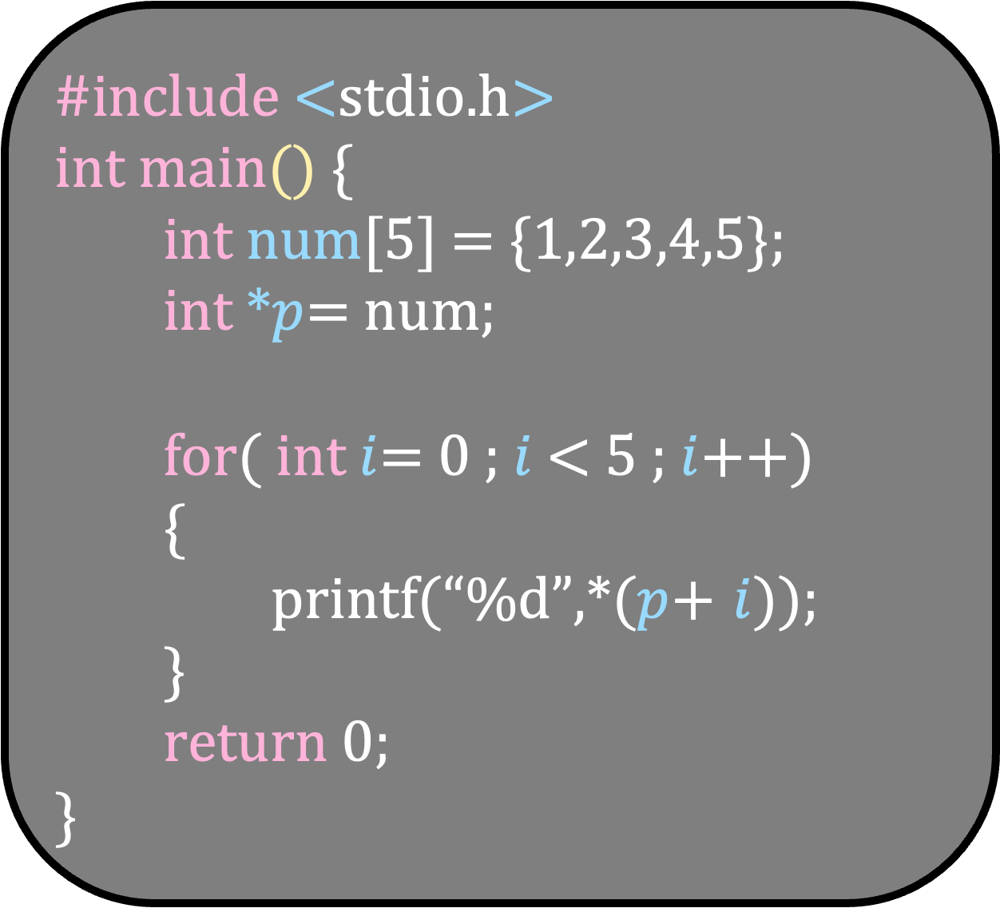 #include <stdio.h>
int main() {
int num[5] = {1,2,3,4,5};
int *p= num;
for( int i= 0 ; i < 5 ; i++)
{
printf(“%d”,*(p+ i));
}
return 0;
}